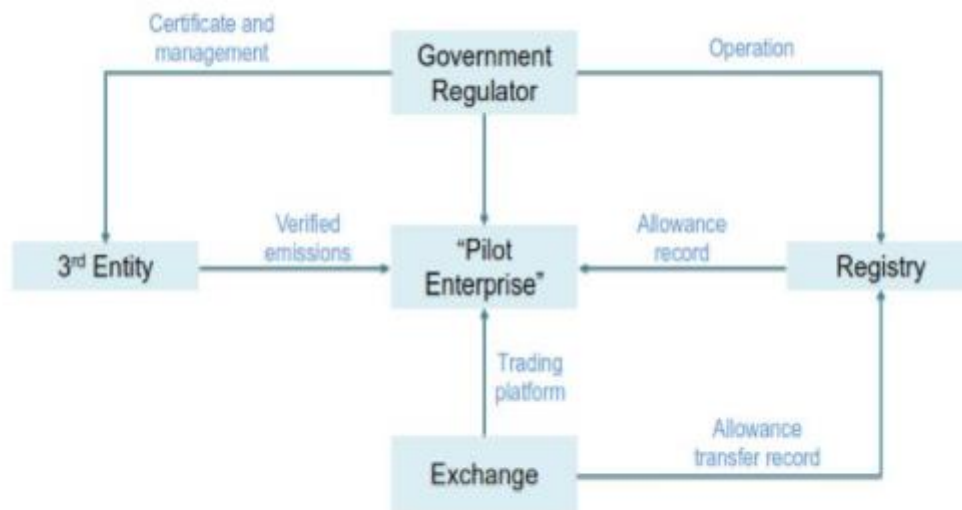 Certificate and
management
Government
Regulator
Operation
3rd Entity
Verified
emissions
"Pilot
Enterprise"
Allowance
record
Registry
Trading
platform
Exchange
Allowance
transfer record